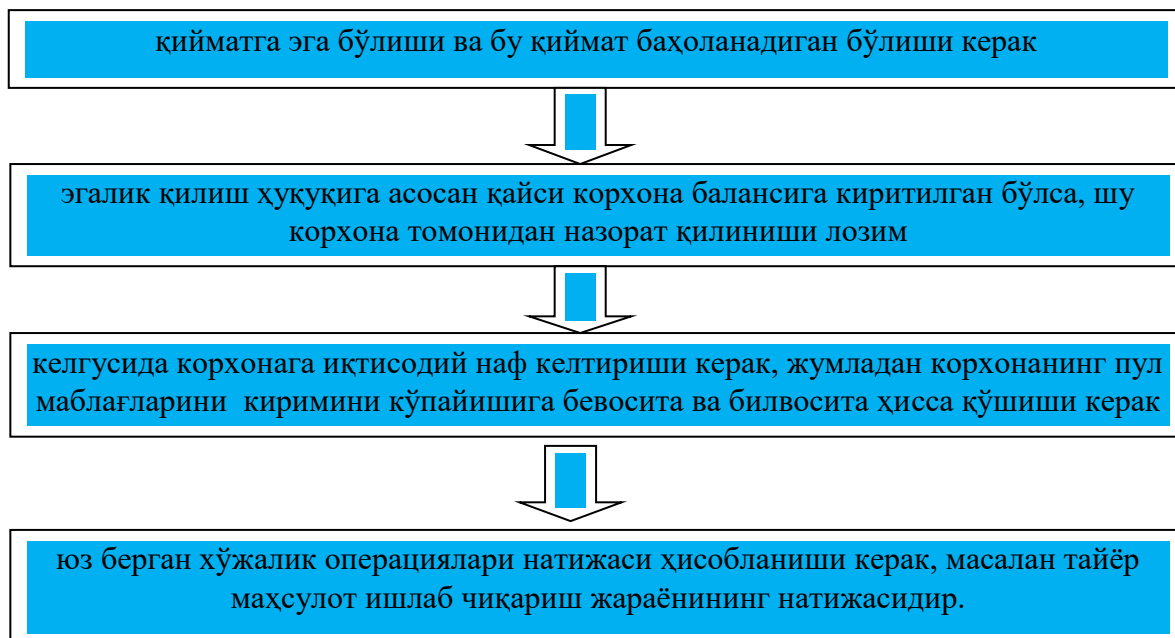 қийматга эга бўлиши ва бу қиймат баҳоланадиган бўлиши керак
эгалик қилиш ҳуқуқига асосан қайси корхона балансига киритилган бўлса, шу
корхона томонидан назорат қилиниши лозим
келгусида корхонага иқтисодий наф келтириши керак, жумладан корхонанинг пул
маблағларини киримини кўпайишига бевосита ва билвосита ҳисса қўшиши керак
юз берган хўжалик операциялари натижаси ҳисобланиши керак, масалан тайёр
маҳсулот ишлаб чиқариш жараёнининг натижасидир.